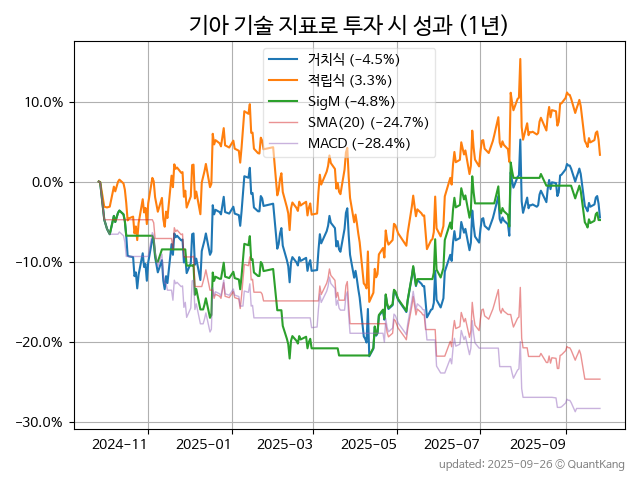 기아 기술 지표로 투자 시 성과 (1년)
거치식 (−4.5%)
적립식 (3.3%)
SigM (−4.8%)
SMA(20) (−24.7%)
MACD (−28.4%)
10.0%
0.0%
−10.0%
−20.0%
−30.0%
2024-11 2025-01 2025-03 2025-05 2025-07 2025-09
updated: 2025-09-26 © QuantKang